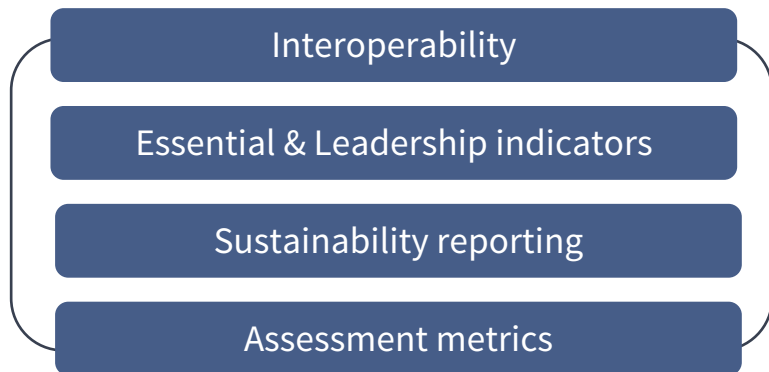 Interoperability
Essential & Leadership indicators
Sustainability reporting
Assessment metrics